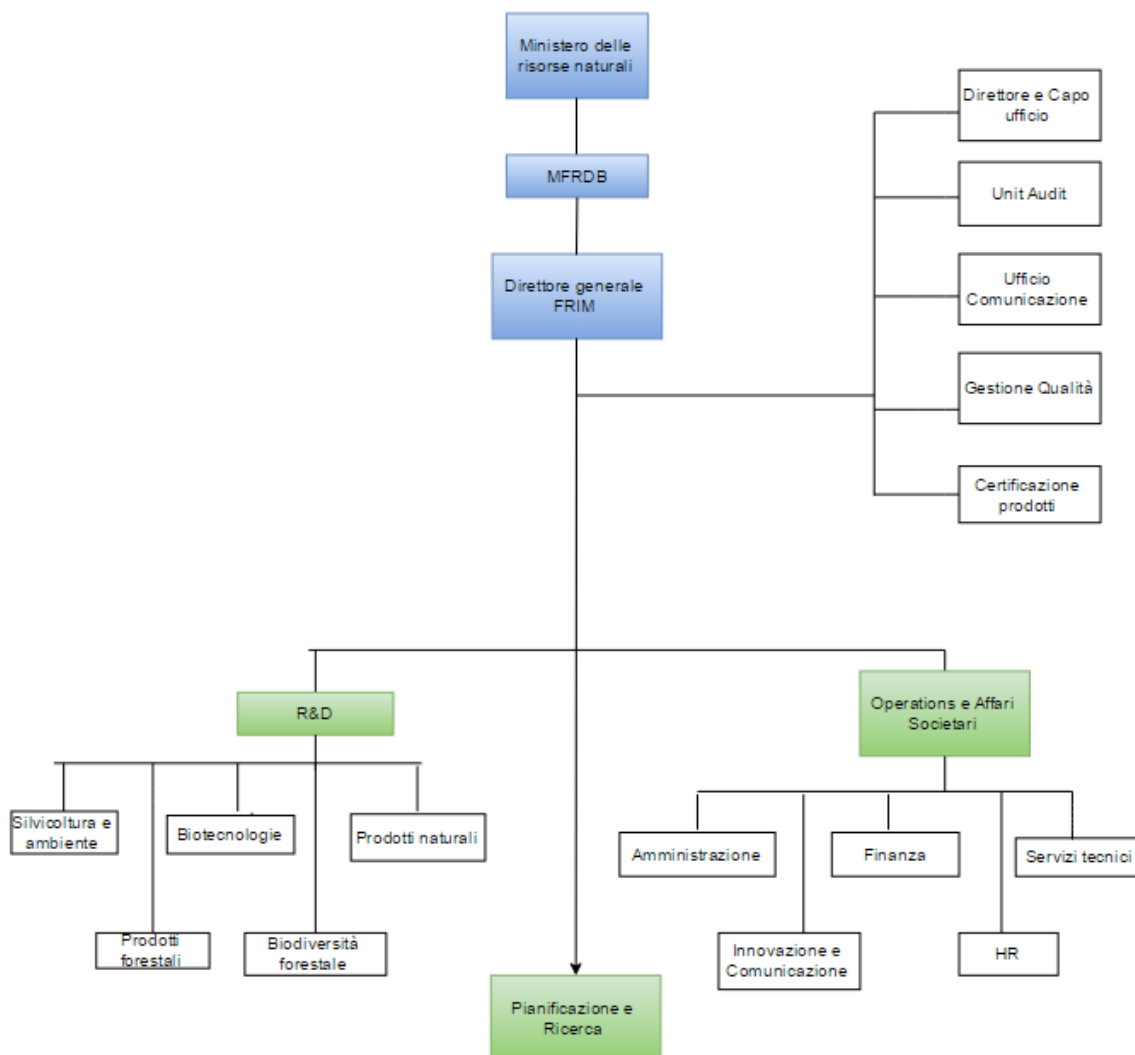 Ministero delle
risorse naturali
MFRDB
Direttore generale
FRIM
Direttore e Capo
ufficio
Unit Audit
Ufficio
Comunicazione
Gestione Qualità
Certificazione
prodotti
R&D
Operations e Affari
Societari
Silvicoltura e
ambiente
Biotecnologie
Prodotti naturali
Prodotti
forestali
Biodiversità
forestale
Amministrazione
Finanza
Servizi tecnici
Innovazione e
Comunicazione
HR
Pianificazione e
Ricerca